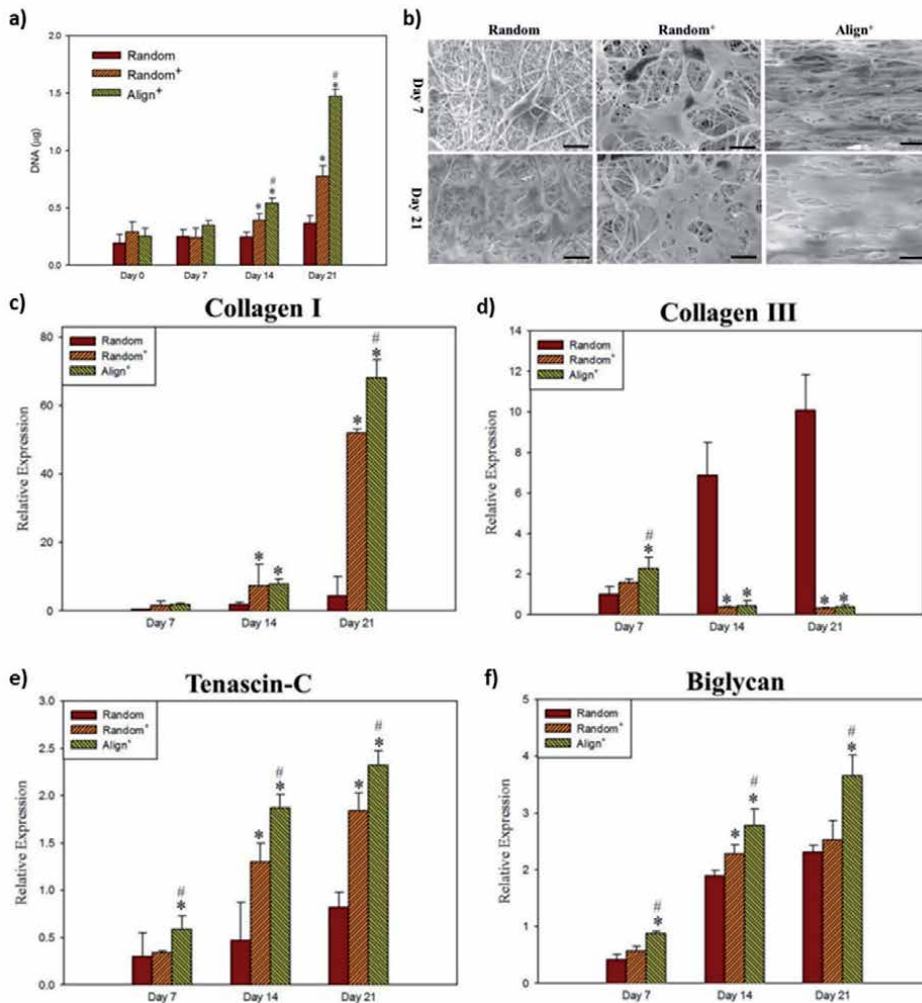 a)
Random
Random+
Align+
DNA (µg)
2.0
1.5
1.0
0.5
0.0
Day 0 Day 7 Day 14 Day 21
* # * * # *
b)
Random Random+ Align+
Day 7
Day 21
c)
Collagen I
Random
Random+
Align+
Relative Expression
80
60
40
20
0
Day 7 Day 14 Day 21
* * * # *
d)
Collagen III
Random
Random+
Align+
Relative Expression
14
12
10
8
6
4
2
0
Day 7 Day 14 Day 21
# * * * * *
e)
Tenascin-C
Random
Random+
Align+
Relative Expression
3.0
2.5
2.0
1.5
1.0
0.5
0.0
Day 7 Day 14 Day 21
# * * # * * # *
f)
Biglycan
Random
Random+
Align+
Relative Expression
5
4
3
2
1
0
Day 7 Day 14 Day 21
# * * # * # *